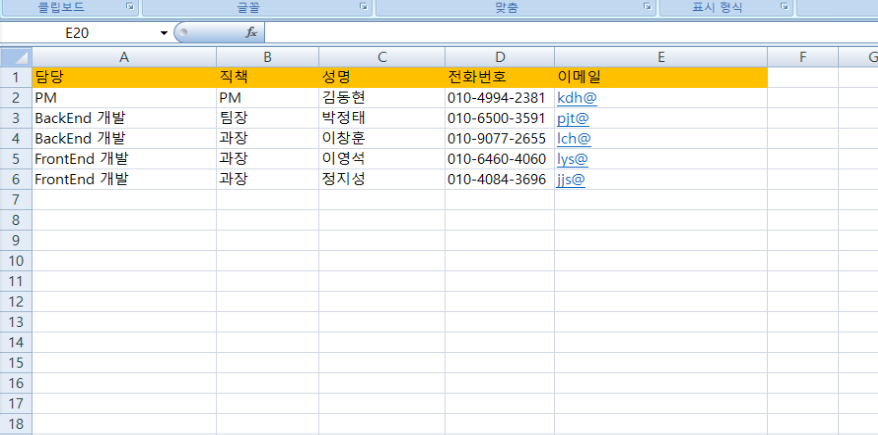 클립보드 글꼴 맞춤 표시 형식
E20 fx
A B C D E F G
1 담당 직책 성명 전화번호 이메일
2 PM PM 김동현 010-4994-2381 kdh@
3 BackEnd 개발 팀장 박정태 010-6500-3591 pjt@
4 BackEnd 개발 과장 이창훈 010-9077-2655 lch@
5 FrontEnd 개발 과장 이영석 010-6460-4060 lys@
6 FrontEnd 개발 과장 정지성 010-4084-3696 jjs@
7
8
9
10
11
12
13
14
15
16
17
18